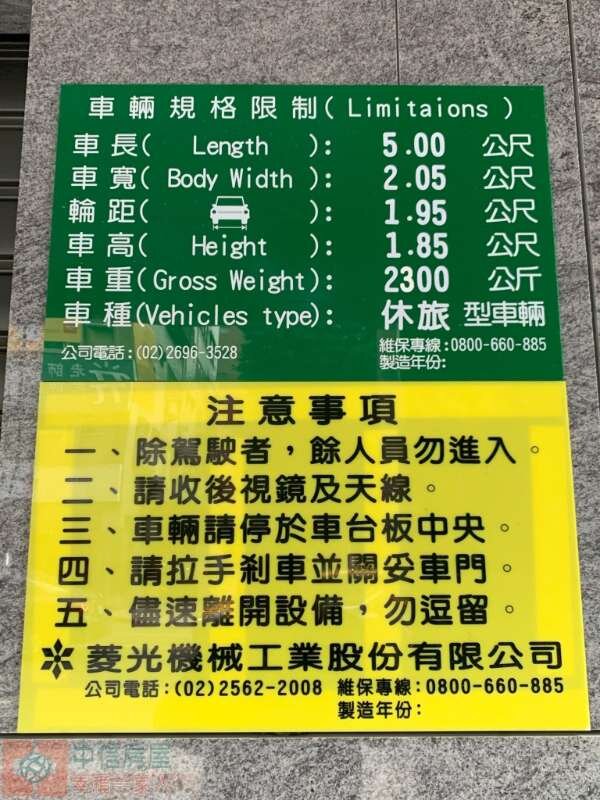 車輛規格限制( Limitaions )
車長( Length ): 5.00 公尺
車寬( Body Width ): 2.05 公尺
輪距( ): 1.95 公尺
車高( Height ): 1.85 公尺
車重(Gross Weight): 2300 公斤
車種(Vehicles type): 休旅 型車輛
公司電話:(02)2696-3528 維保專線:0800-660-885
製造年份:
注意事項
一、除駕駛者，餘人員勿進入。
二、請收後視鏡及天線。
三、車輛請停於車台板中央。
四、請拉手剎車並關妥車門。
五、儘速離開設備，勿逗留。
菱光機械工業股份有限公司
公司電話:(02)2562-2008 維保專線:0800-660-885
製造年份:
中信房屋